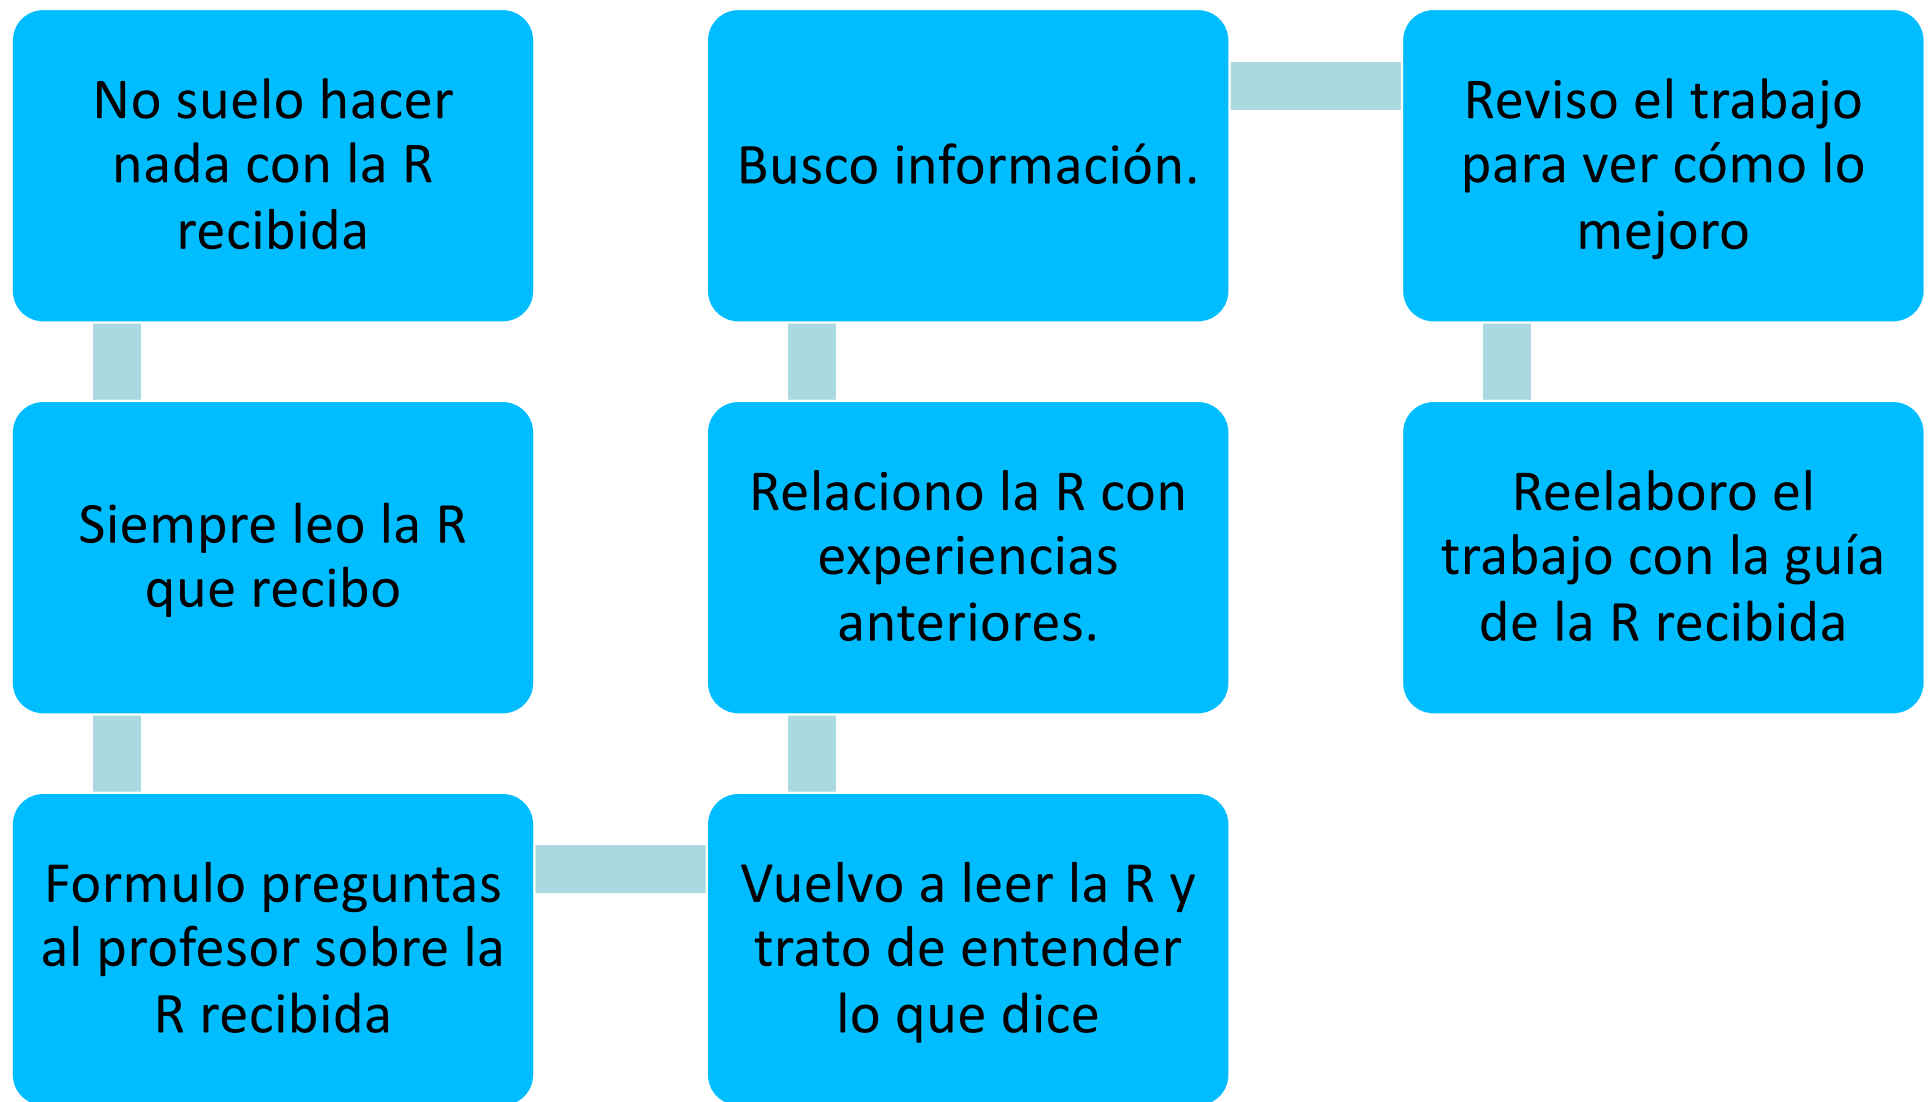 No suelo hacer
nada con la R
recibida
Siempre leo la R
que recibo
Formulo preguntas
al profesor sobre la
R recibida
Vuelvo a leer la R y
trato de entender
lo que dice
Relaciono la R con
experiencias
anteriores.
Busco información.
Reviso el trabajo
para ver cómo lo
mejoro
Reelaboro el
trabajo con la guía
de la R recibida